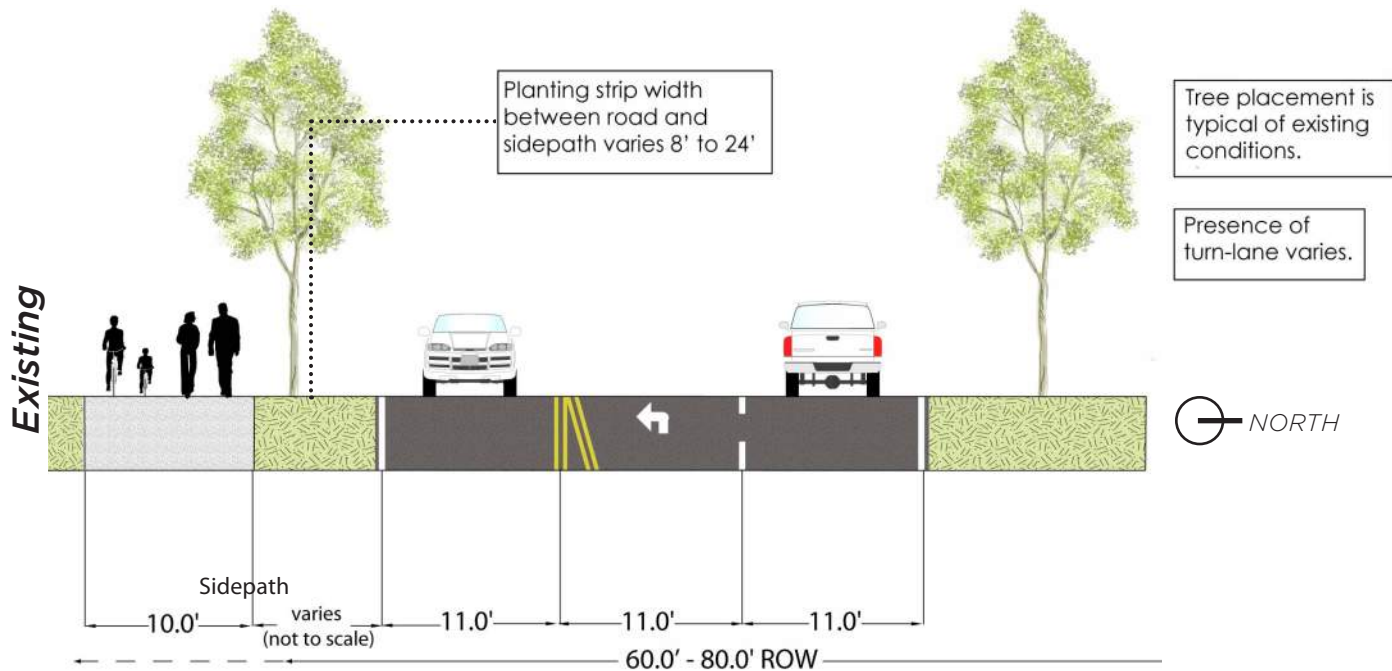 Planting strip width
between road and
sidepath varies 8’ to 24’
Tree placement is
typical of existing
conditions.
Presence of
turn-lane varies.
Existing
NORTH
Sidepath
10.0'
varies
(not to scale)
11.0'
11.0'
11.0'
60.0’ - 80.0’ ROW